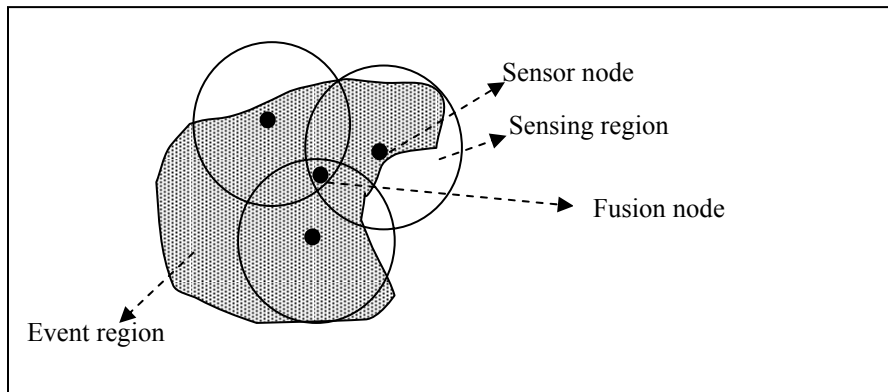 Sensor node
Sensing region
Fusion node
Event region